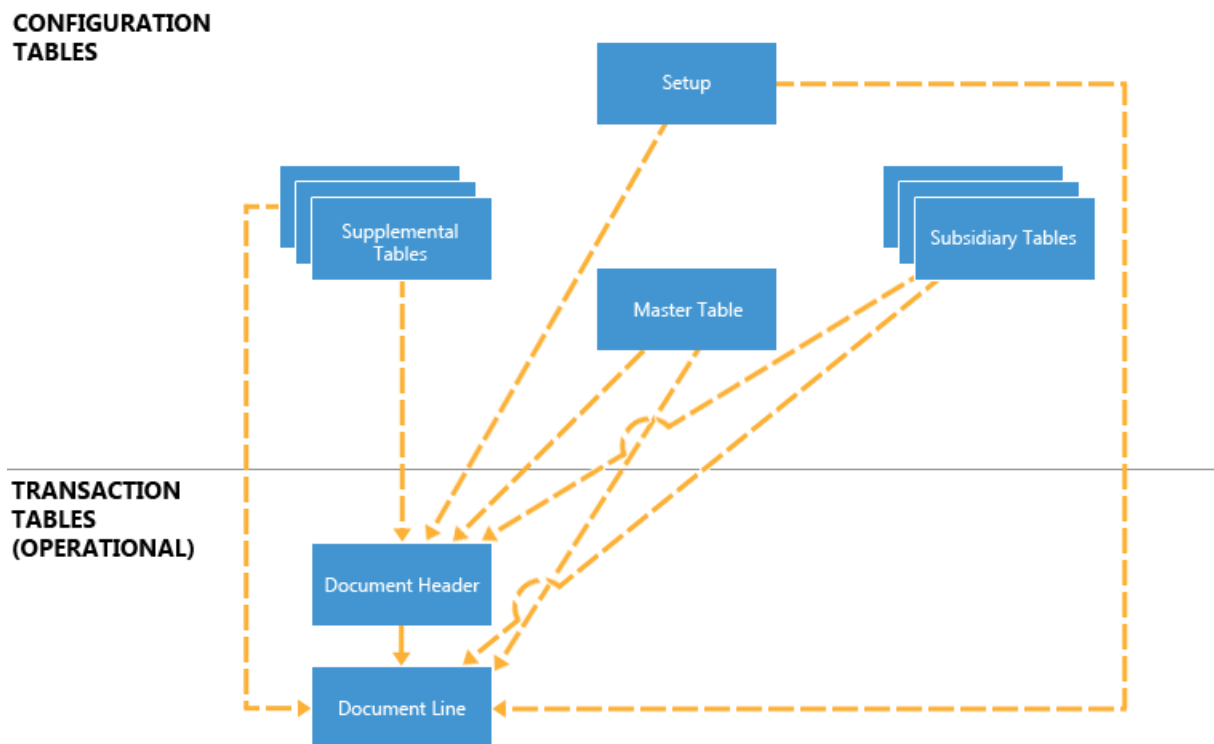 CONFIGURATION
TABLES
Setup
Supplemental
Tables
Subsidiary Tables
Master Table
TRANSACTION
TABLES
(OPERATIONAL)
Document Header
Document Line